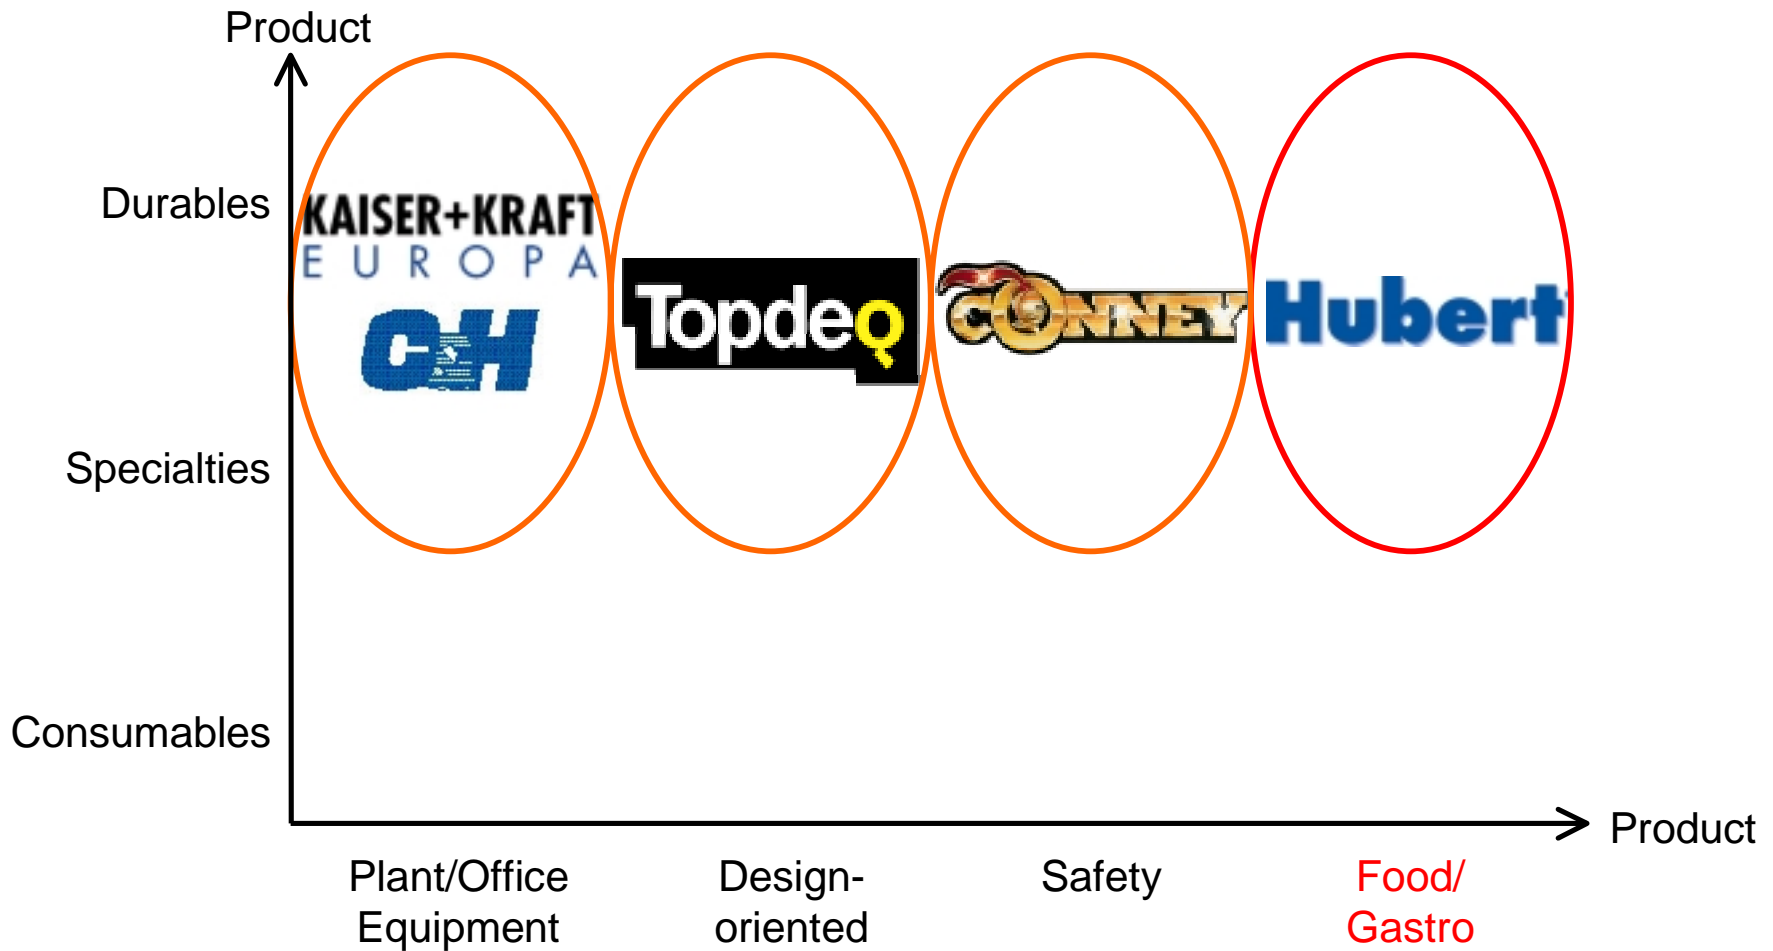 Product
Durables
KAISER+KRAFT
EUROPA
C&H
Topdeq
CONNEY
Hubert
Specialties
Consumables
Product
Plant/Office
Equipment
Design-
oriented
Safety
Food/
Gastro